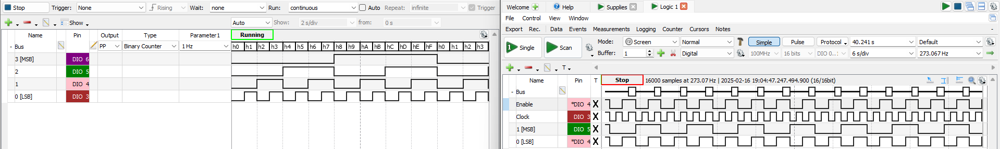 Stop Trigger: None Rising Wait: none Run: continuous Auto Repeat: infinite Trigger
Show Auto Show: 2 s/div from: 0 s
Name Pin Output Type Parameter1 Running
- Bus PP Binary Counter 1 Hz h0 h1 h2 h3 h4 h5 h6 h7 h8 h9 hA hB hC hD hE hF h0 h1 h2 h3
3 [MSB] DIO 6
2 DIO 5
1 DIO 4
0 [LSB] DIO 3
Welcome Help Supplies Logic 1
File Control View Window
Export Rec. Data Events Measurements Logging Counter Cursors Notes
1 Single Scan Mode: Screen Normal Simple Pulse Protocol 40.241 s Default
Buffer: 1 Digital 100MHz 16 bits DIO 0..: 6 s/div 273.067 Hz
T
Name Pin T Stop 16000 samples at 273.07 Hz | 2025-02-16 19:04:47.247.494.900 (16/16bit)
- Bus
Enable *DIO 4 X
Clock DIO 3 X
1 [MSB] DIO 5 X
0 [LSB] *DIO 4 X